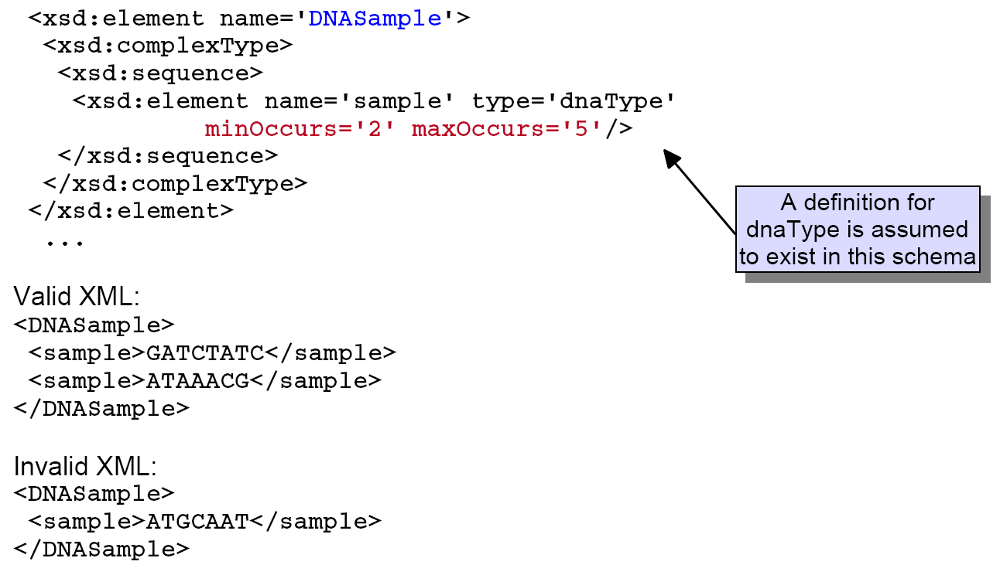 <xsd:element name='DNASample'>
<xsd:complexType>
<xsd:sequence>
<xsd:element name='sample' type='dnaType'
minOccurs='2' maxOccurs='5'/>
</xsd:sequence>
</xsd:complexType>
</xsd:element>
...
A definition for
dnaType is assumed
to exist in this schema
Valid XML:
<DNASample>
<sample>GATCTATC</sample>
<sample>ATAAACG</sample>
</DNASample>
Invalid XML:
<DNASample>
<sample>ATGCAAT</sample>
</DNASample>